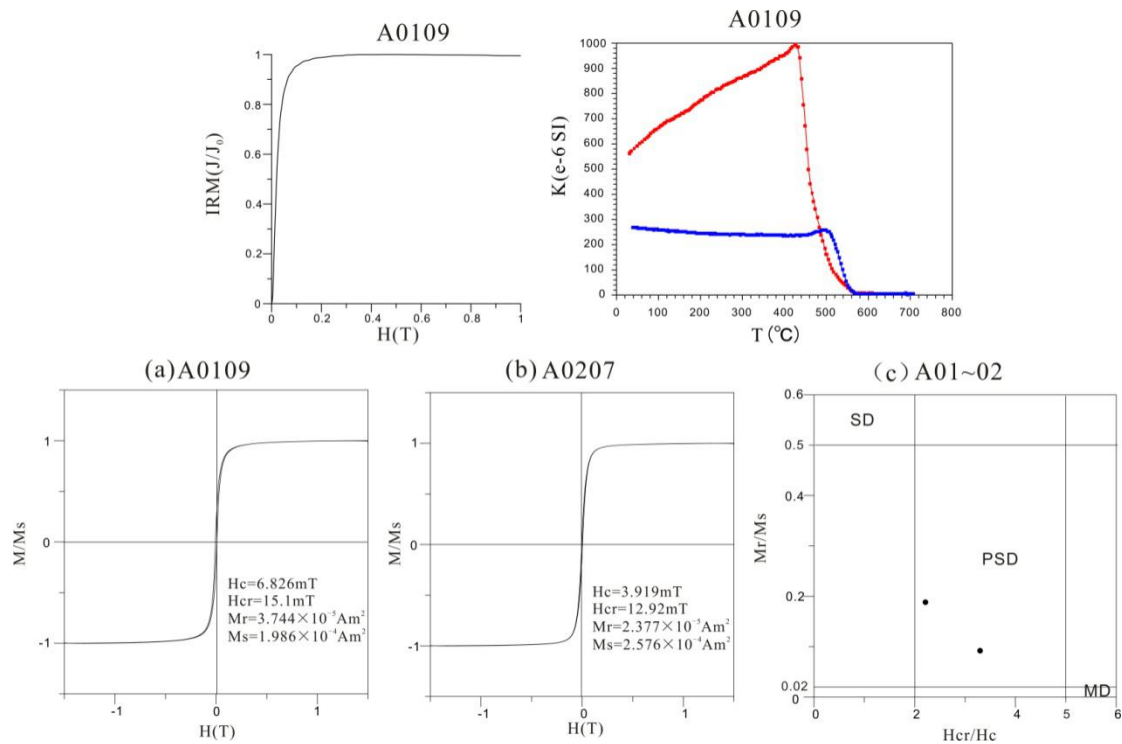 A0109
IRM(J/J₀)
1
0.8
0.6
0.4
0.2
0
0 0.2 0.4 0.6 0.8 1
H(T)
A0109
K(e-6 SI)
1000
900
800
700
600
500
400
300
200
100
0
0 100 200 300 400 500 600 700 800
T(℃)
(a)A0109
M/Ms
1
0
-1
Hc=6.826mT
Hcr=15.1mT
Mr=3.744×10⁻⁵Am²
Ms=1.986×10⁻⁴Am²
-1 0 1
H(T)
(b)A0207
M/Ms
1
0
-1
Hc=3.919mT
Hcr=12.92mT
Mr=2.377×10⁻⁵Am²
Ms=2.576×10⁻⁴Am²
-1 0 1
H(T)
(c)A01~02
Mr/Ms
0.6
0.5
0.4
0.2
0.02
0
SD
PSD
MD
0 2 4 5 6
Hcr/Hc